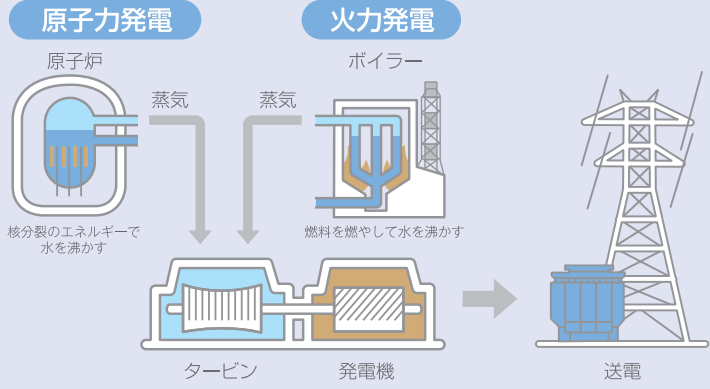 原子力発電
火力発電
原子炉
ボイラー
蒸気
蒸気
核分裂のエネルギーで
水を沸かす
燃料を燃やして水を沸かす
タービン
発電機
送電